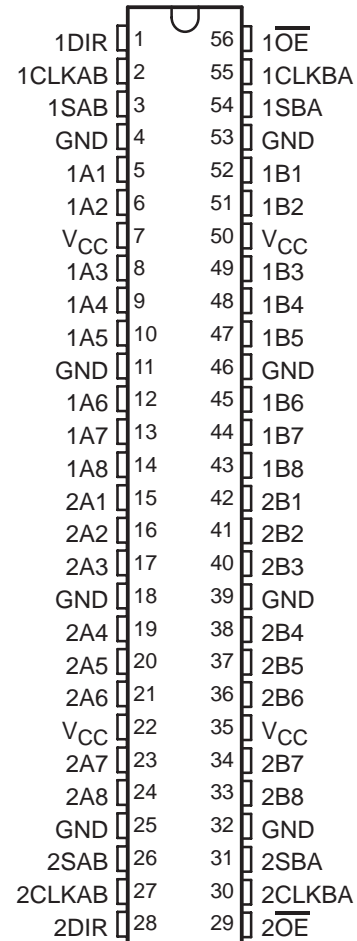 1DIR 1 56 1O̅E̅
1CLKAB 2 55 1CLKBA
1SAB 3 54 1SBA
GND 4 53 GND
1A1 5 52 1B1
1A2 6 51 1B2
VCC 7 50 VCC
1A3 8 49 1B3
1A4 9 48 1B4
1A5 10 47 1B5
GND 11 46 GND
1A6 12 45 1B6
1A7 13 44 1B7
1A8 14 43 1B8
2A1 15 42 2B1
2A2 16 41 2B2
2A3 17 40 2B3
GND 18 39 GND
2A4 19 38 2B4
2A5 20 37 2B5
2A6 21 36 2B6
VCC 22 35 VCC
2A7 23 34 2B7
2A8 24 33 2B8
GND 25 32 GND
2SAB 26 31 2SBA
2CLKAB 27 30 2CLKBA
2DIR 28 29 2O̅E̅